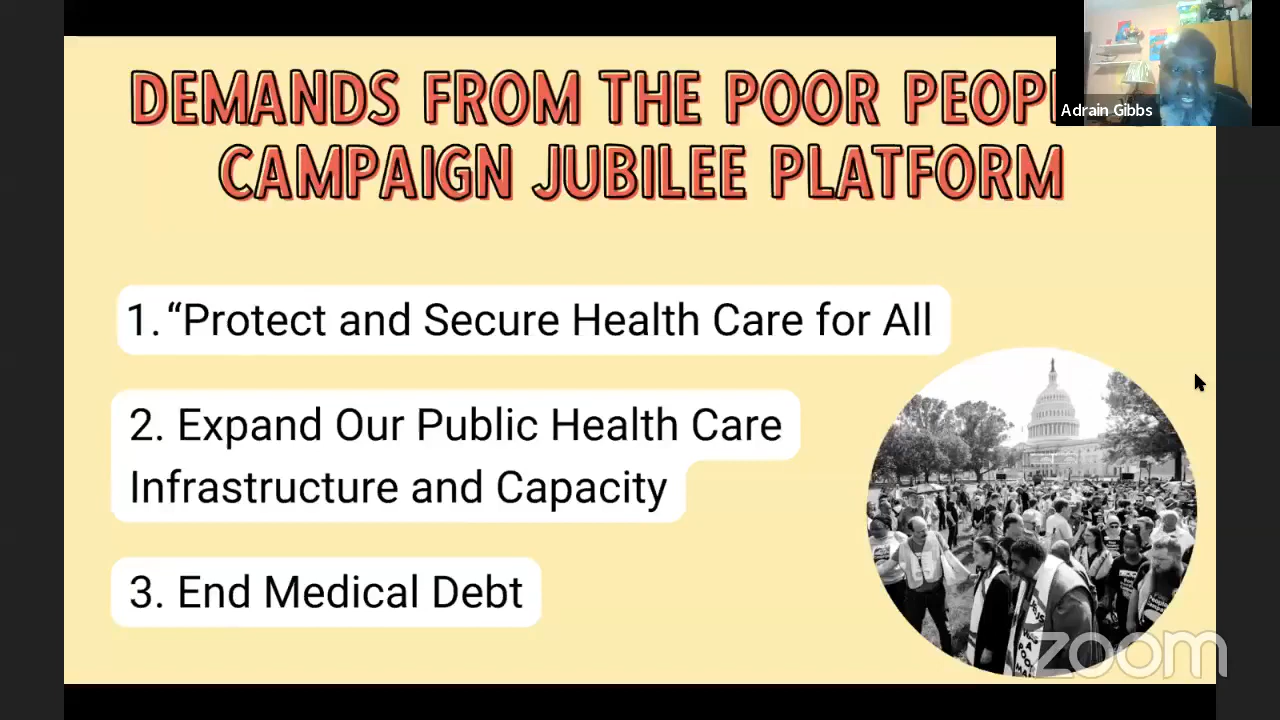 DEMANDS FROM THE POOR PEOP
CAMPAIGN JUBILEE PLATFORM
Adrain Gibbs
1. “Protect and Secure Health Care for All
2. Expand Our Public Health Care
Infrastructure and Capacity
3. End Medical Debt
zoom